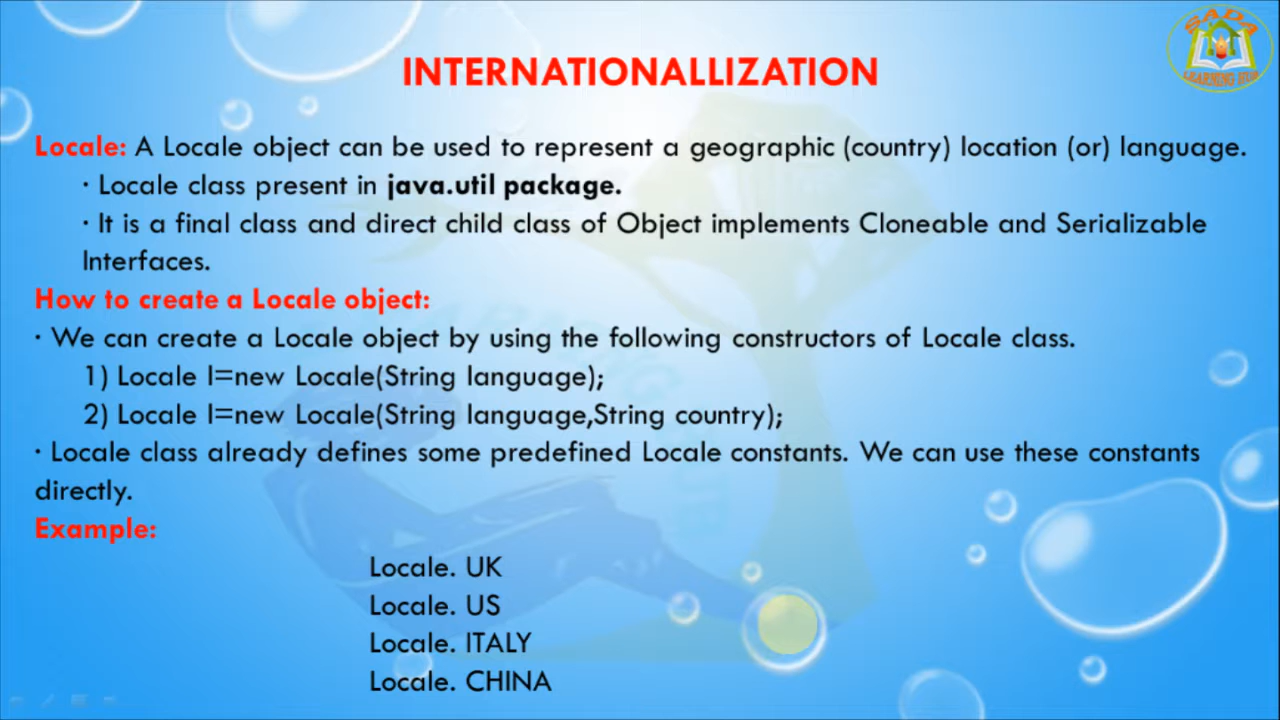 SADA
LEARNING HUB
INTERNATIONALLIZATION
Locale: A Locale object can be used to represent a geographic (country) location (or) language.
· Locale class present in java.util package.
· It is a final class and direct child class of Object implements Cloneable and Serializable
Interfaces.
How to create a Locale object:
· We can create a Locale object by using the following constructors of Locale class.
1) Locale l=new Locale(String language);
2) Locale l=new Locale(String language,String country);
· Locale class already defines some predefined Locale constants. We can use these constants
directly.
Example:
Locale. UK
Locale. US
Locale. ITALY
Locale. CHINA